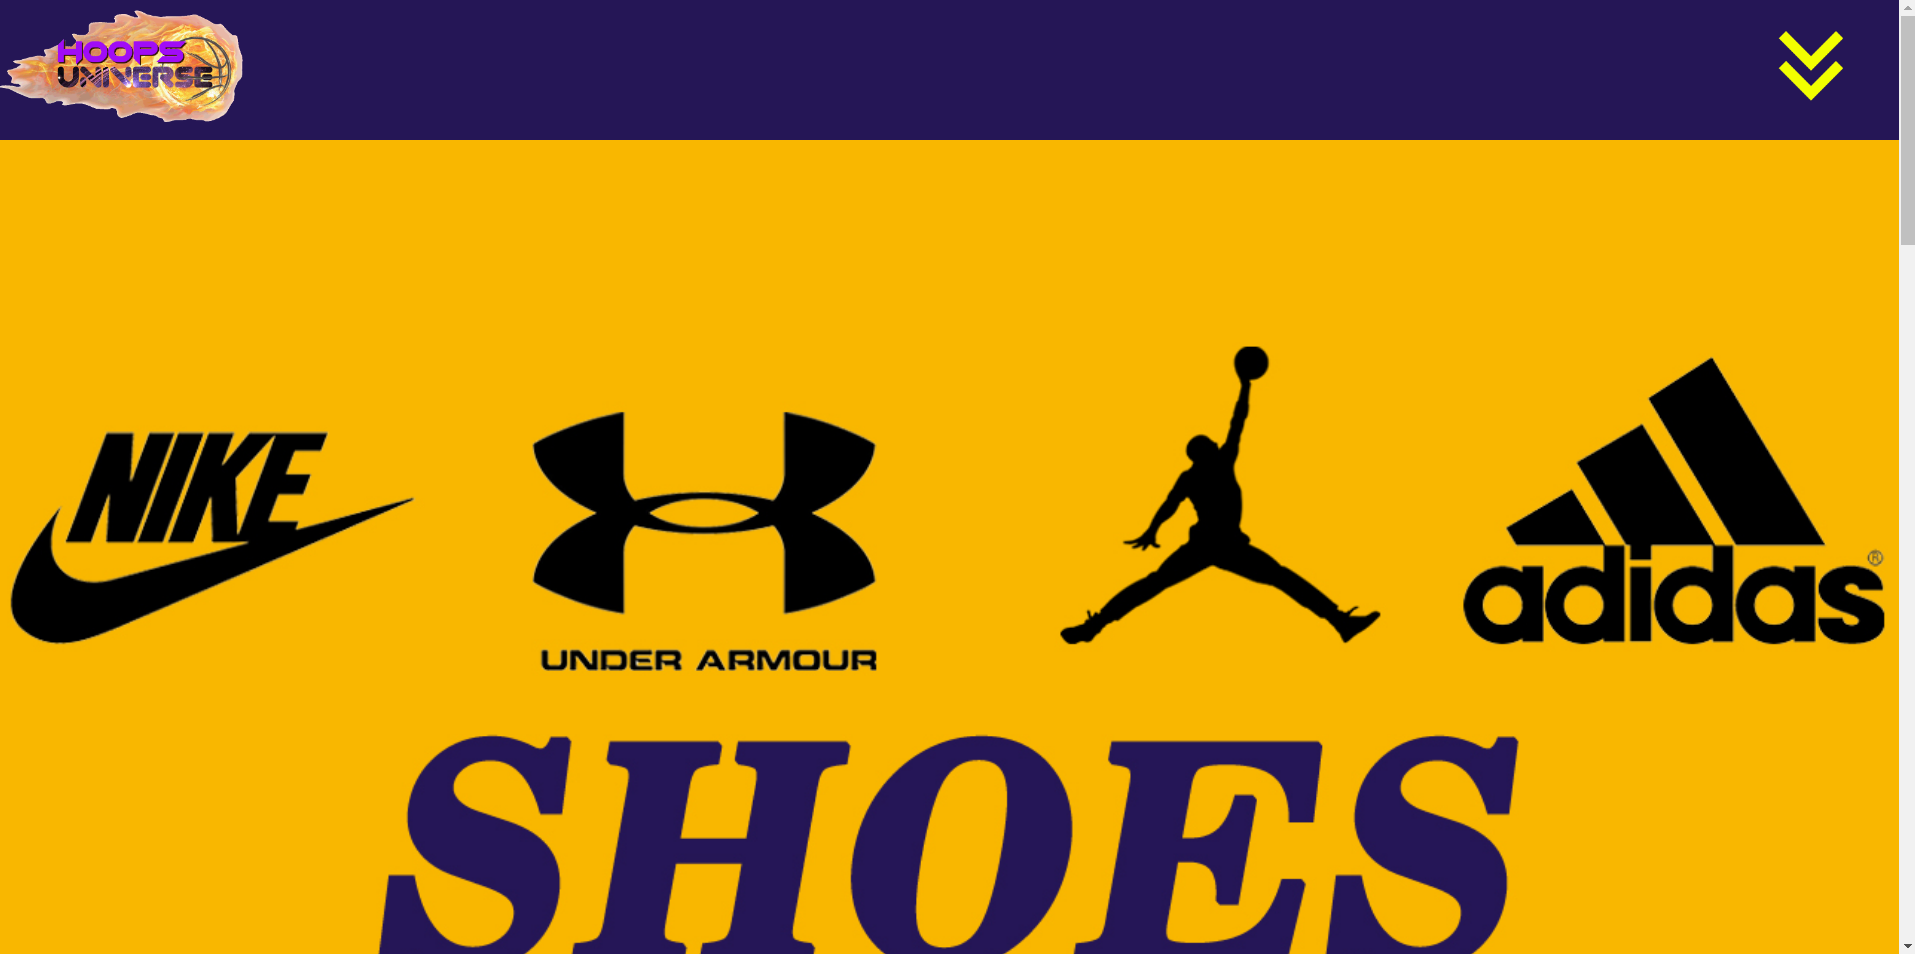 HOOPS
UNIVERSE
NIKE
UNDER ARMOUR
adidas®
SHOES